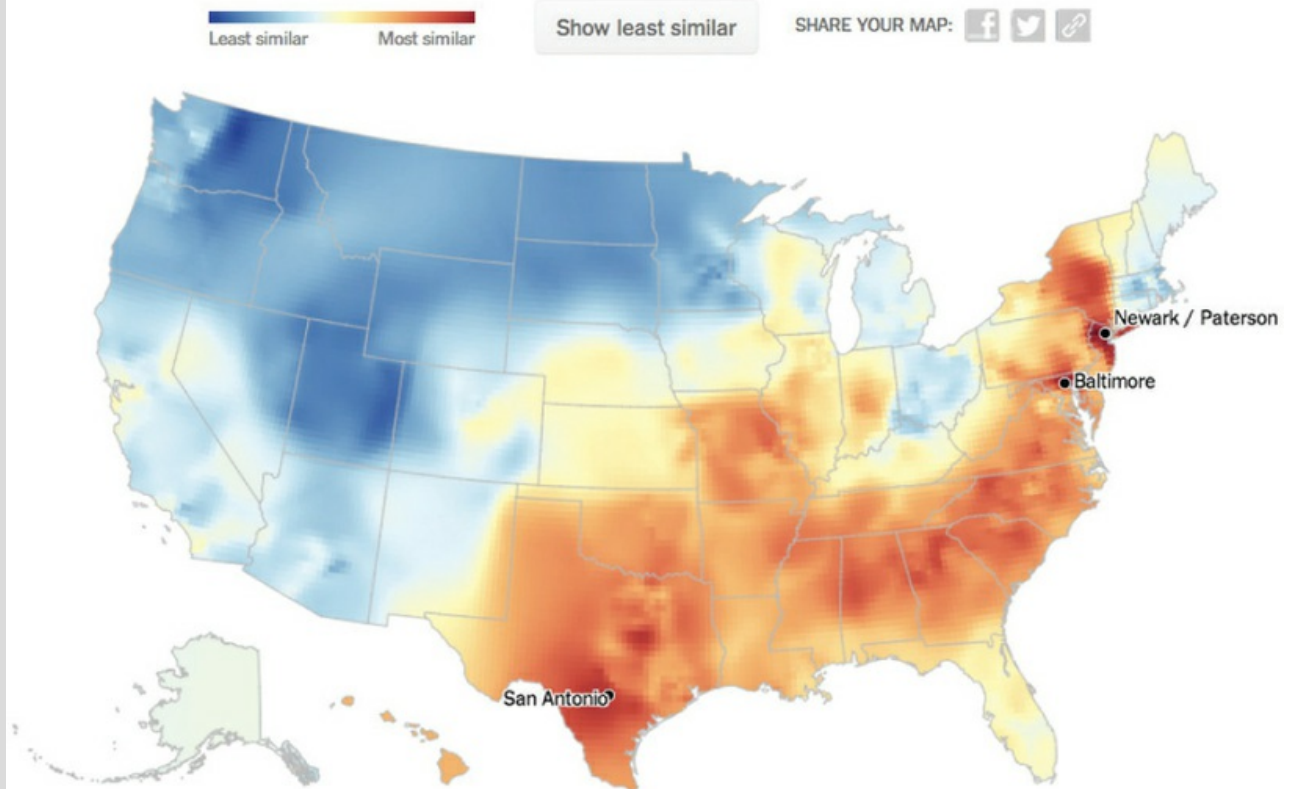 Show least similar
SHARE YOUR MAP:
Least similar
Most similar
Newark / Paterson
Baltimore
San Antonio